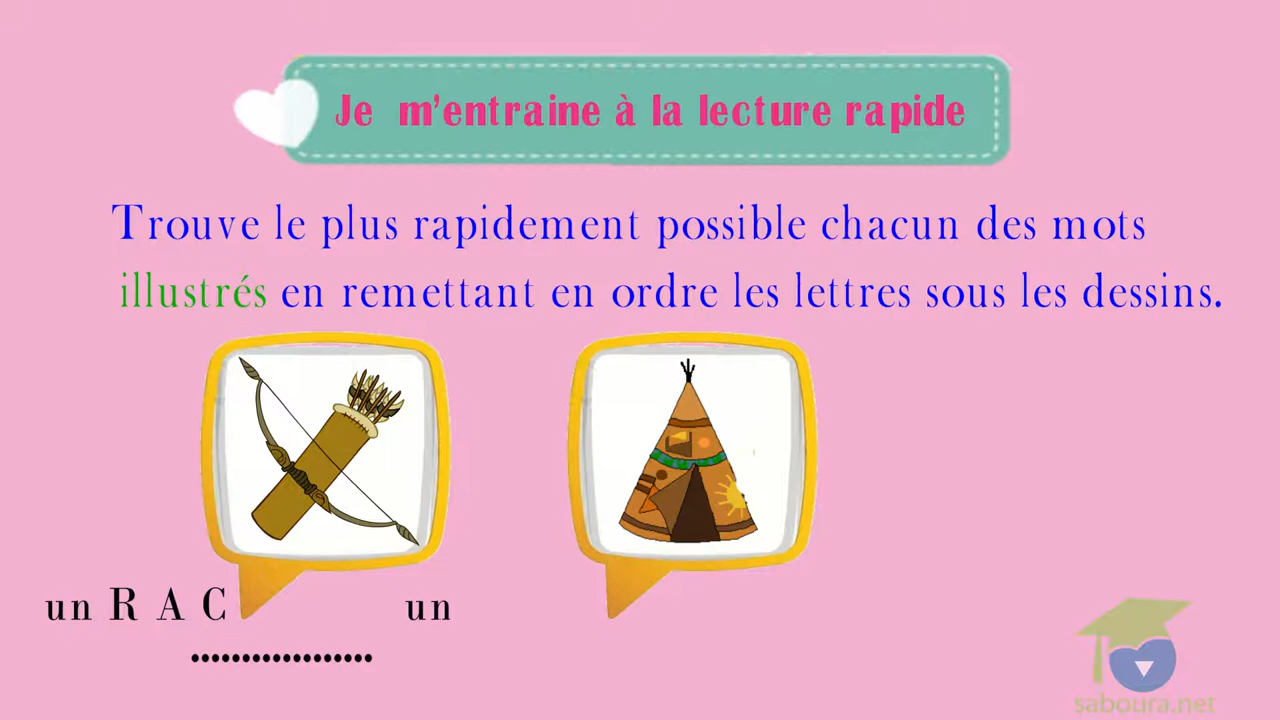 Je m'entraine à la lecture rapide
Trouve le plus rapidement possible chacun des mots
illustrés en remettant en ordre les lettres sous les dessins.
un R A C un
..................
saboura.net